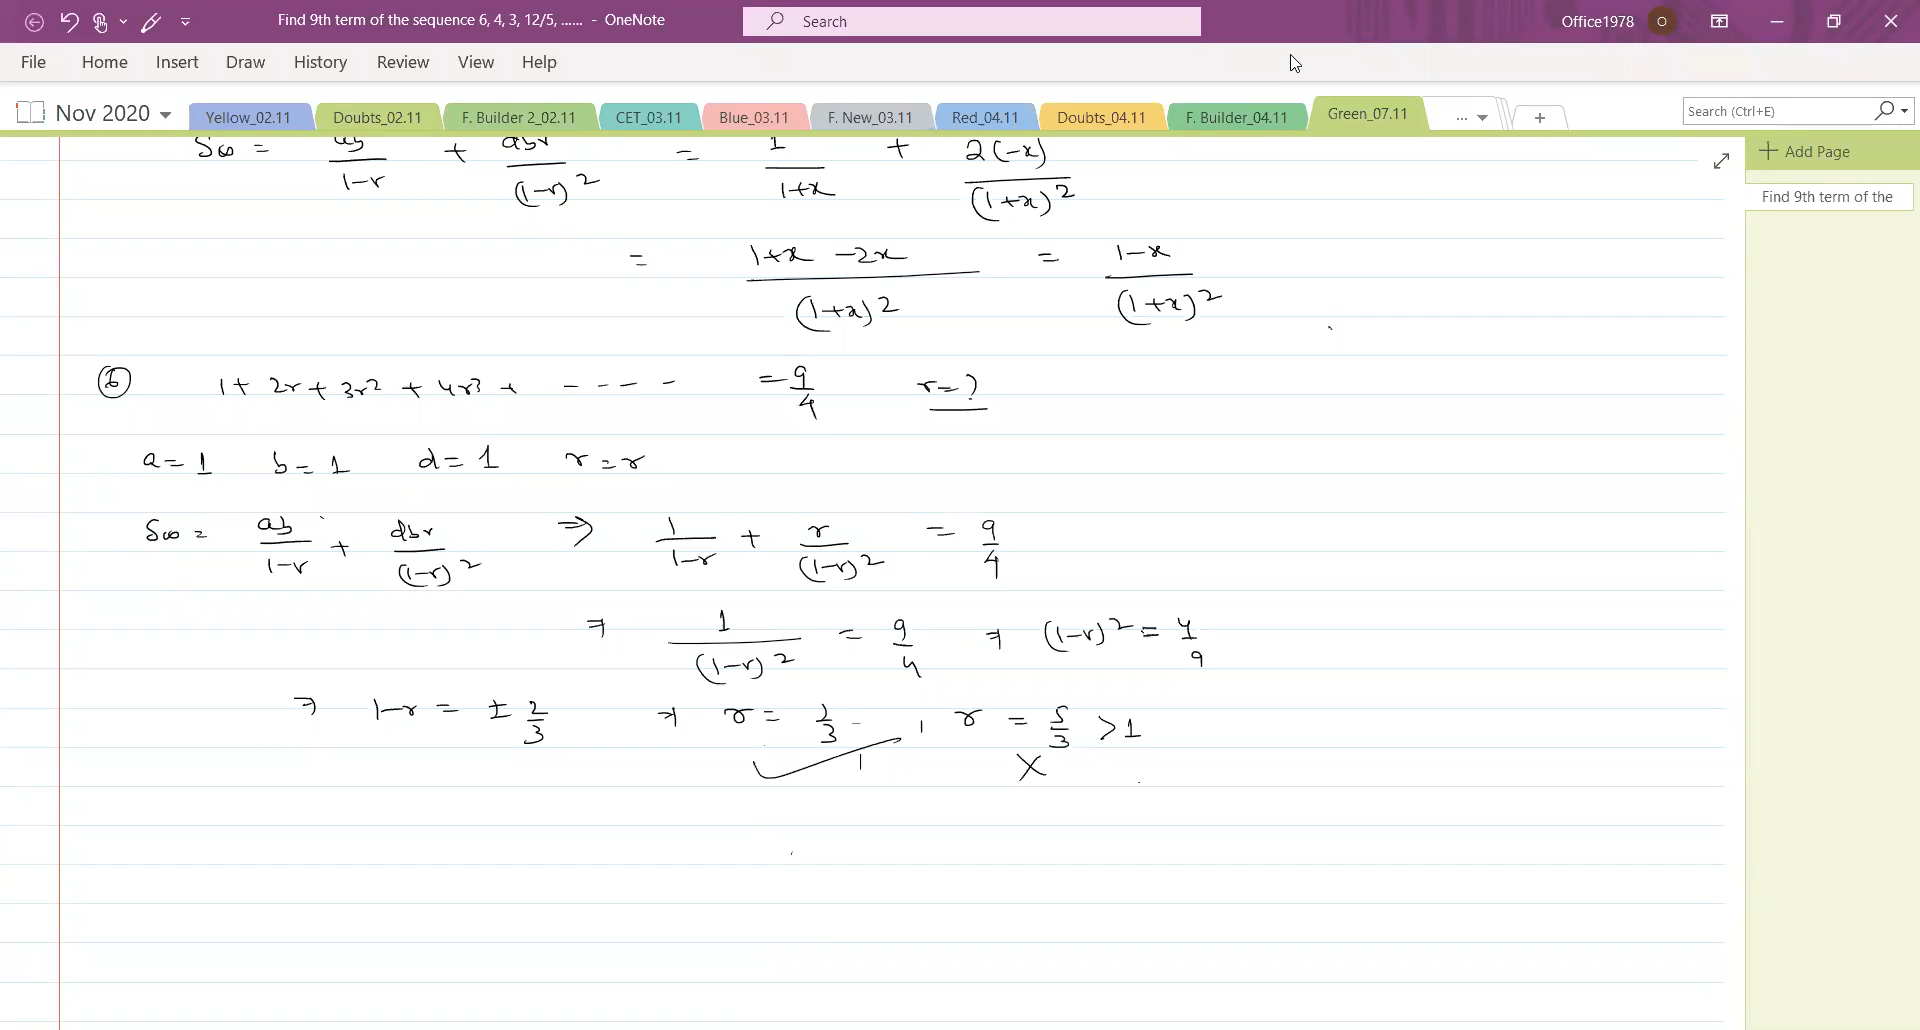 Find 9th term of the sequence 6, 4, 3, 12/5, ...... - OneNote
Search
Office1978
O
File Home Insert Draw History Review View Help
Nov 2020
Yellow_02.11 Doubts_02.11 F. Builder 2_02.11 CET_03.11 Blue_03.11 F. New_03.11 Red_04.11 Doubts_04.11 F. Builder_04.11 Green_07.11 ...
Search (Ctrl+E)
Add Page
Find 9th term of the
S∞ = ab/(1-r) + dbr/(1-r)^2 = 1/(1+x) + 2(-x)/(1+x)^2
= (1+x -2x)/(1+x)^2 = (1-x)/(1+x)^2
⑥ 1 + 2r + 3r^2 + 4r^3 + ---- = 9/4 r = ?
a = 1 b = 1 d = 1 r = r
S∞ = ab/(1-r) + dbr/(1-r)^2 ⇒ 1/(1-r) + r/(1-r)^2 = 9/4
⇒ 1/(1-r)^2 = 9/4 ⇒ (1-r)^2 = 4/9
⇒ 1-r = ± 2/3 ⇒ r = 1/3 , r = 5/3 > 1
✓ X